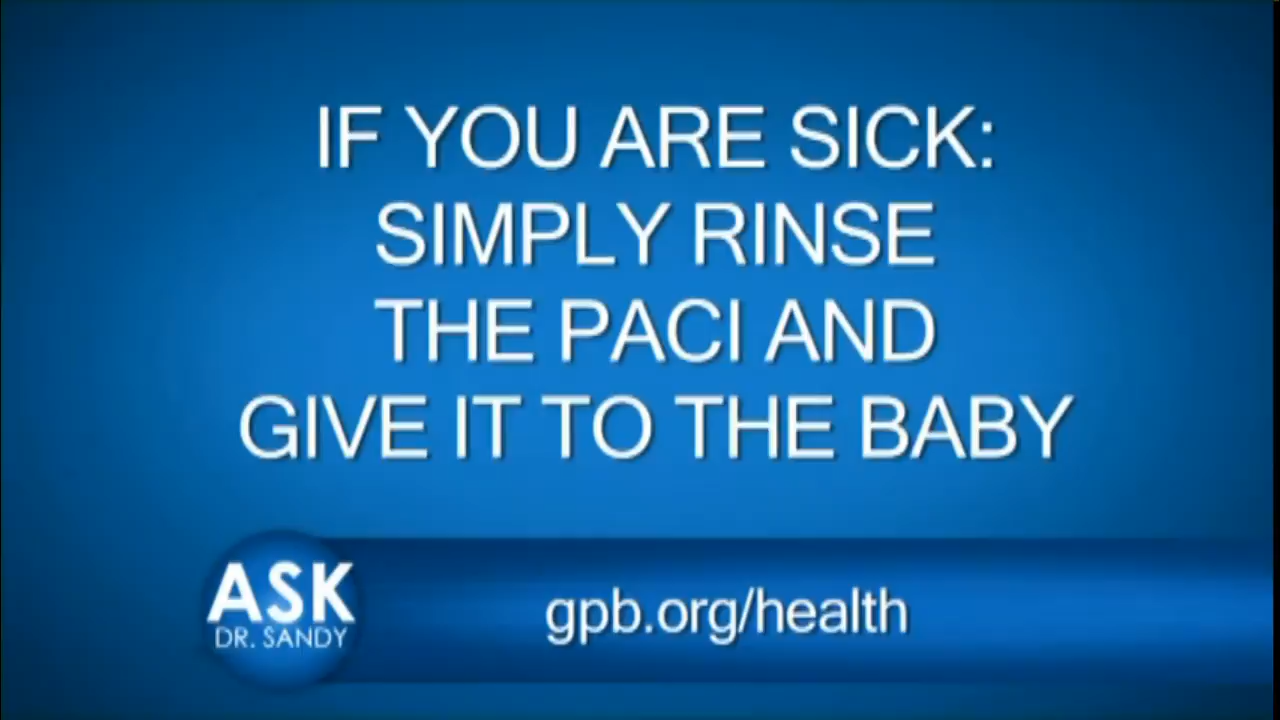 IF YOU ARE SICK:
SIMPLY RINSE
THE PACI AND
GIVE IT TO THE BABY
ASK
DR. SANDY
gpb.org/health